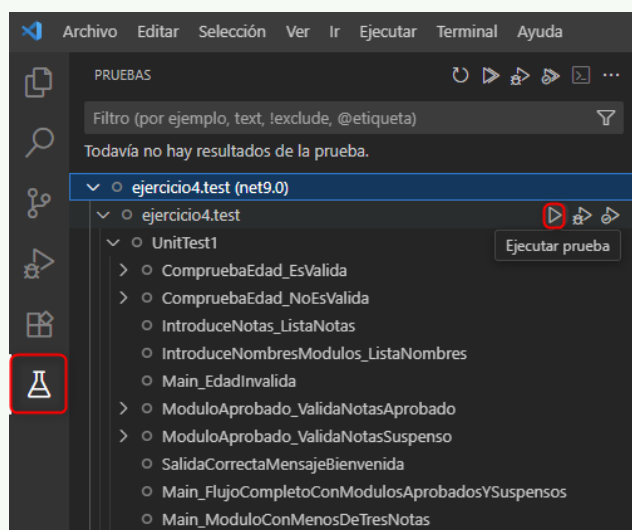 Archivo Editar Selección Ver Ir Ejecutar Terminal Ayuda
PRUEBAS
Filtro (por ejemplo, text, !exclude, @etiqueta)
Todavía no hay resultados de la prueba.
ejercicio4.test (net9.0)
ejercicio4.test
UnitTest1
Ejecutar prueba
CompruebaEdad_EsValida
CompruebaEdad_NoEsValida
IntroduceNotas_ListaNotas
IntroduceNombresModulos_ListaNombres
Main_EdadInvalida
ModuloAprobado_ValidaNotasAprobado
ModuloAprobado_ValidaNotasSuspenso
SalidaCorrectaMensajeBienvenida
Main_FlujoCompletoConModulosAprobadosYSuspensos
Main_ModuloConMenosDeTresNotas